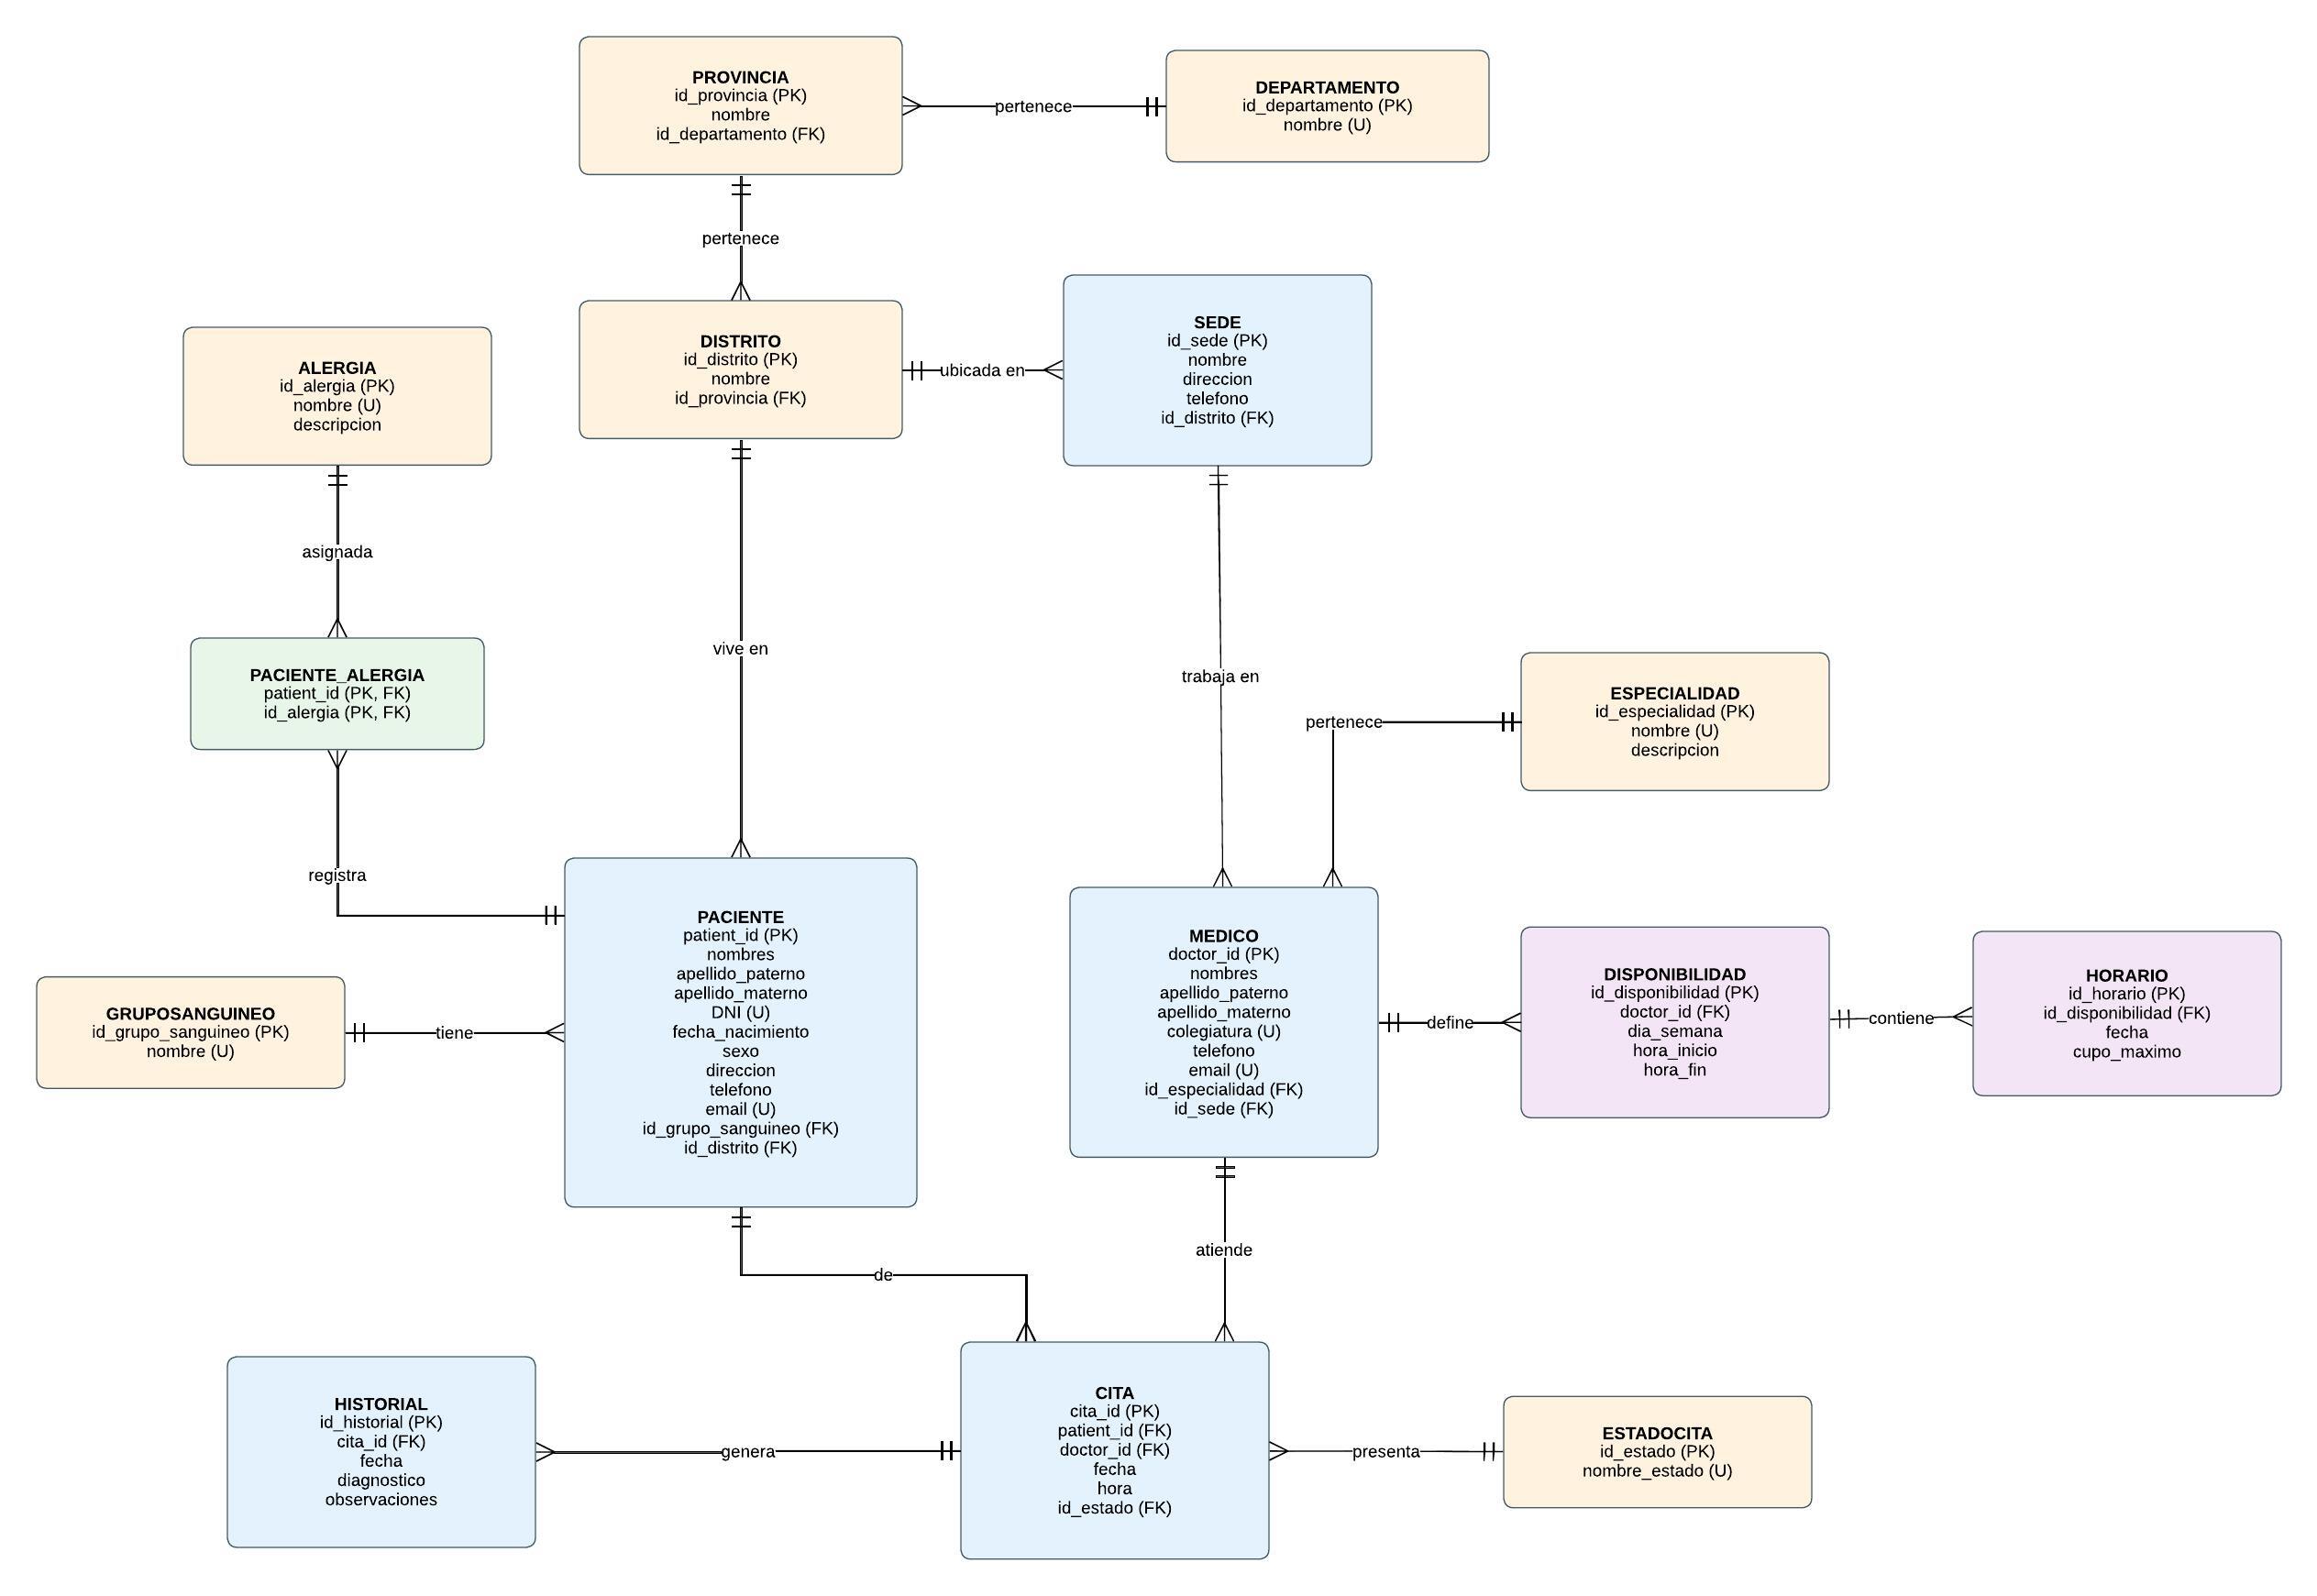 PROVINCIA
id_provincia (PK)
nombre
id_departamento (FK)
pertenece
DEPARTAMENTO
id_departamento (PK)
nombre (U)
pertenece
DISTRITO
id_distrito (PK)
nombre
id_provincia (FK)
ubicada en
SEDE
id_sede (PK)
nombre
direccion
telefono
id_distrito (FK)
ALERGIA
id_alergia (PK)
nombre (U)
descripcion
asignada
vive en
trabaja en
PACIENTE_ALERGIA
patient_id (PK, FK)
id_alergia (PK, FK)
pertenece
ESPECIALIDAD
id_especialidad (PK)
nombre (U)
descripcion
registra
PACIENTE
patient_id (PK)
nombres
apellido_paterno
apellido_materno
DNI (U)
fecha_nacimiento
sexo
direccion
telefono
email (U)
id_grupo_sanguineo (FK)
id_distrito (FK)
GRUPOSANGUINEO
id_grupo_sanguineo (PK)
nombre (U)
tiene
MEDICO
doctor_id (PK)
nombres
apellido_paterno
apellido_materno
colegiatura (U)
telefono
email (U)
id_especialidad (FK)
id_sede (FK)
define
DISPONIBILIDAD
id_disponibilidad (PK)
doctor_id (FK)
dia_semana
hora_inicio
hora_fin
contiene
HORARIO
id_horario (PK)
id_disponibilidad (FK)
fecha
cupo_maximo
de
atiende
HISTORIAL
id_historial (PK)
cita_id (FK)
fecha
diagnostico
observaciones
genera
CITA
cita_id (PK)
patient_id (FK)
doctor_id (FK)
fecha
hora
id_estado (FK)
presenta
ESTADOCITA
id_estado (PK)
nombre_estado (U)